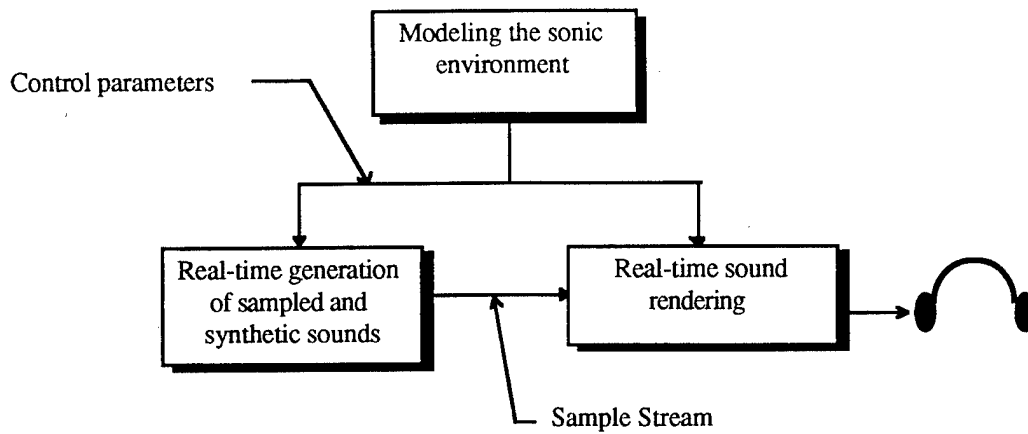 Modeling the sonic
environment
Control parameters
Real-time generation
of sampled and
synthetic sounds
Real-time sound
rendering
Sample Stream